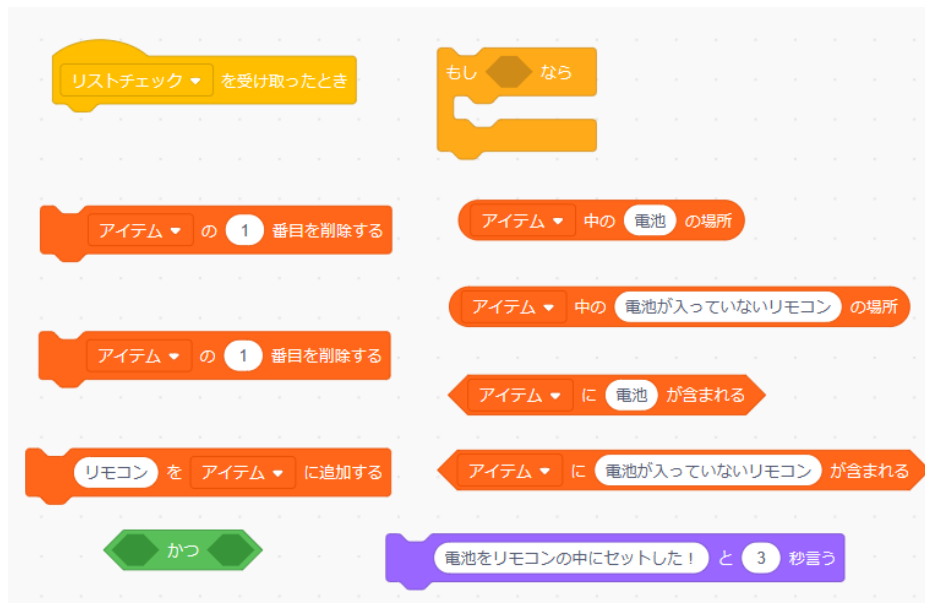 リストチェック を受け取ったとき
もし なら
アイテム の 1 番目を削除する
アイテム 中の 電池 の場所
アイテム 中の 電池が入っていないリモコン の場所
アイテム の 1 番目を削除する
アイテム に 電池 が含まれる
リモコン を アイテム に追加する
アイテム に 電池が入っていないリモコン が含まれる
かつ
電池をリモコンの中にセットした! と 3 秒言う